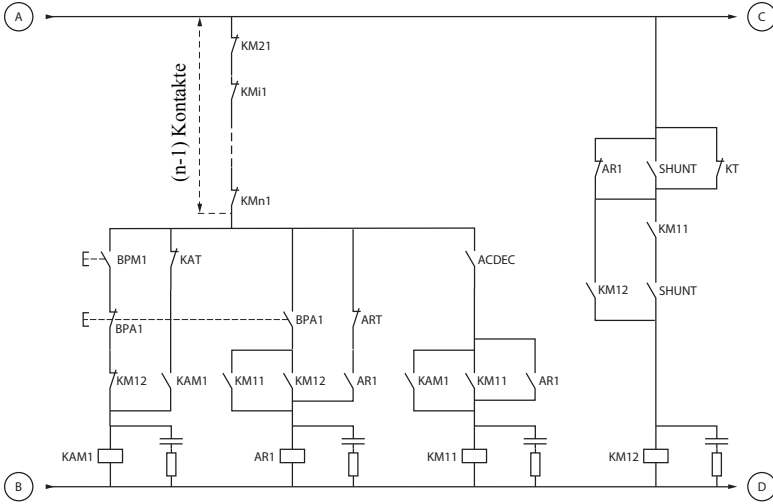 A
C
KM21
KMi1
(n-1) Kontakte
KMn1
AR1
SHUNT
KT
BPM1
KAT
ACDEC
KM11
BPA1
BPA1
ART
KM12
SHUNT
KM12
KAM1
KM11
KM12
AR1
KAM1
KM11
AR1
KAM1
AR1
KM11
KM12
B
D